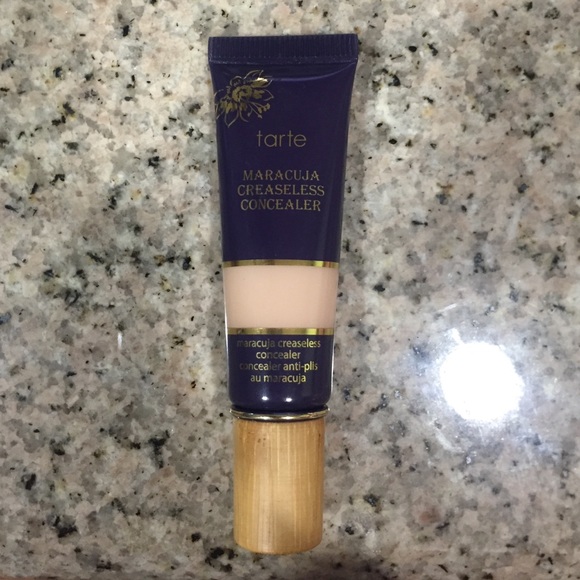 tarte
MARACUJA
CREASELESS
CONCEALER
maracuja creaseless
concealer
concealer anti-plis
au maracuja